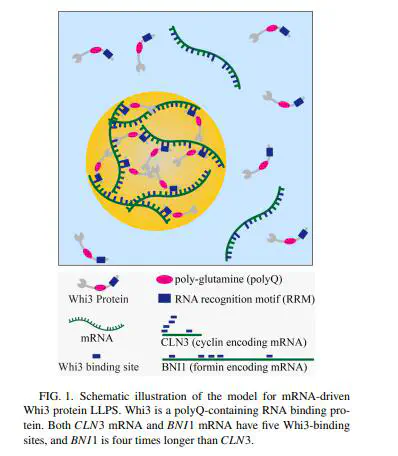 poly-glutamine (polyQ)
Whi3 Protein
RNA recognition motif (RRM)
mRNA
CLN3 (cyclin encoding mRNA)
Whi3 binding site
BNI1 (formin encoding mRNA)
FIG. 1. Schematic illustration of the model for mRNA-driven
Whi3 protein LLPS. Whi3 is a polyQ-containing RNA binding pro-
tein. Both CLN3 mRNA and BNI1 mRNA have five Whi3-binding
sites, and BNI1 is four times longer than CLN3.